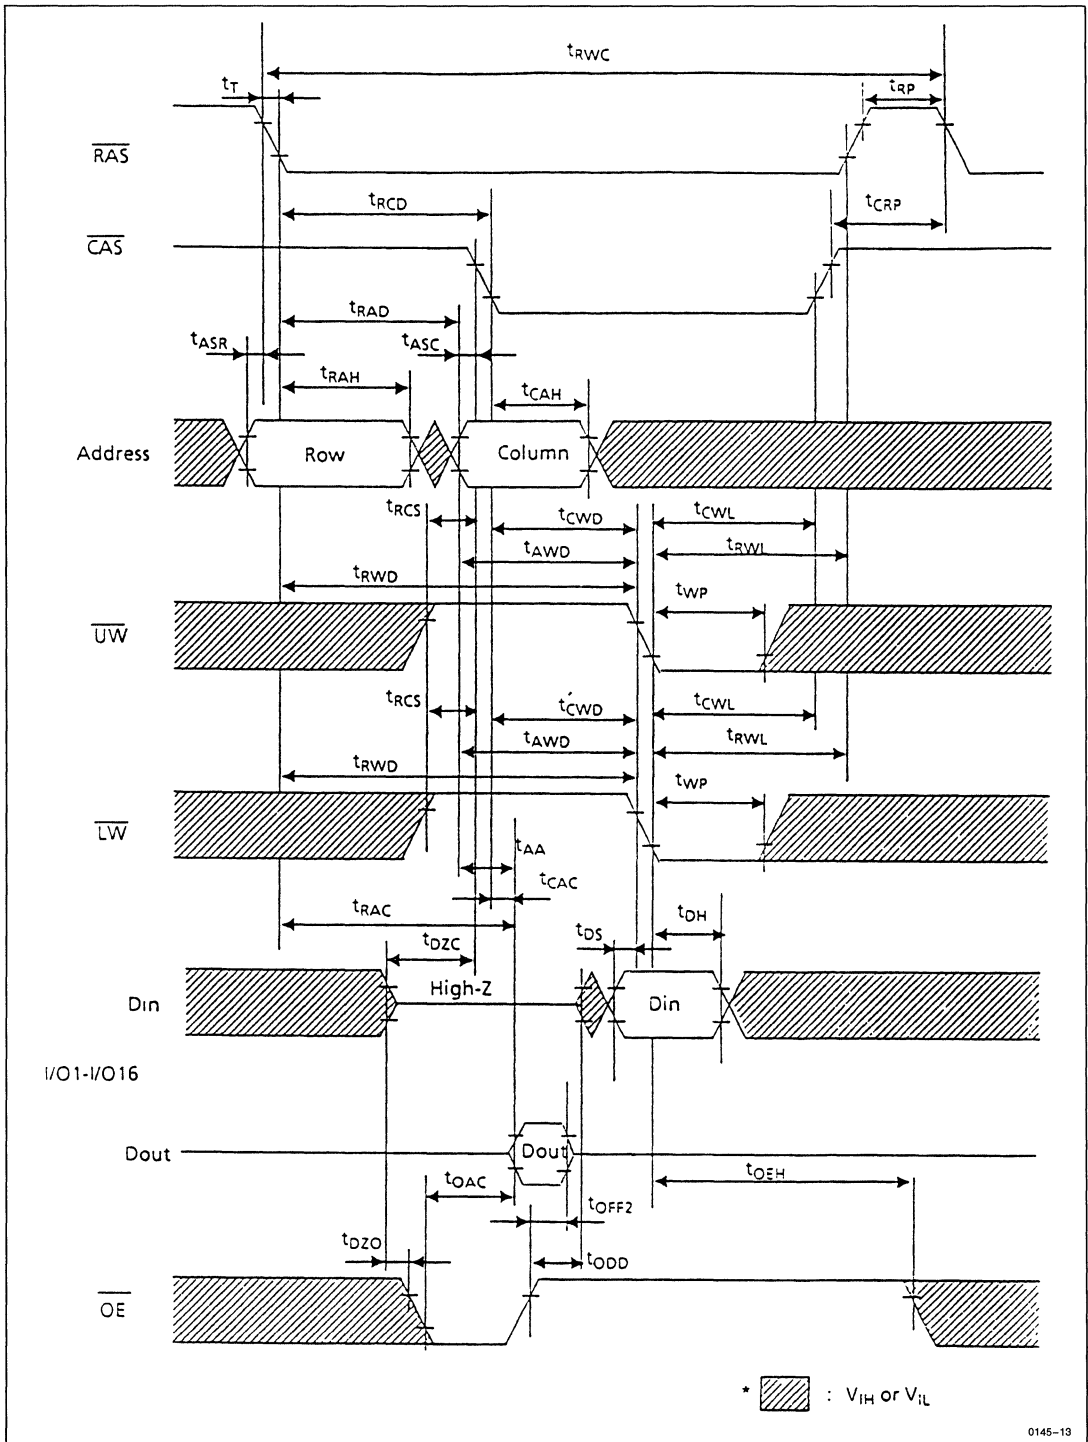 tRWC
tT
tRP
RAS
tRCD
tCRP
CAS
tRAD
tASR
tASC
tRAH
tCAH
Address
Row
Column
tRCS
tCWD
tCWL
tAWD
tRWL
tRWD
tWP
UW
tRCS
tCWD
tCWL
tAWD
tRWL
tRWD
tWP
LW
tAA
tCAC
tRAC
tDH
tDS
tDZC
High-Z
Din
Din
I/O1-I/O16
Dout
Dout
tOEH
tOAC
tOFF2
tDZO
tODD
OE
* : VIH or VIL
0145-13